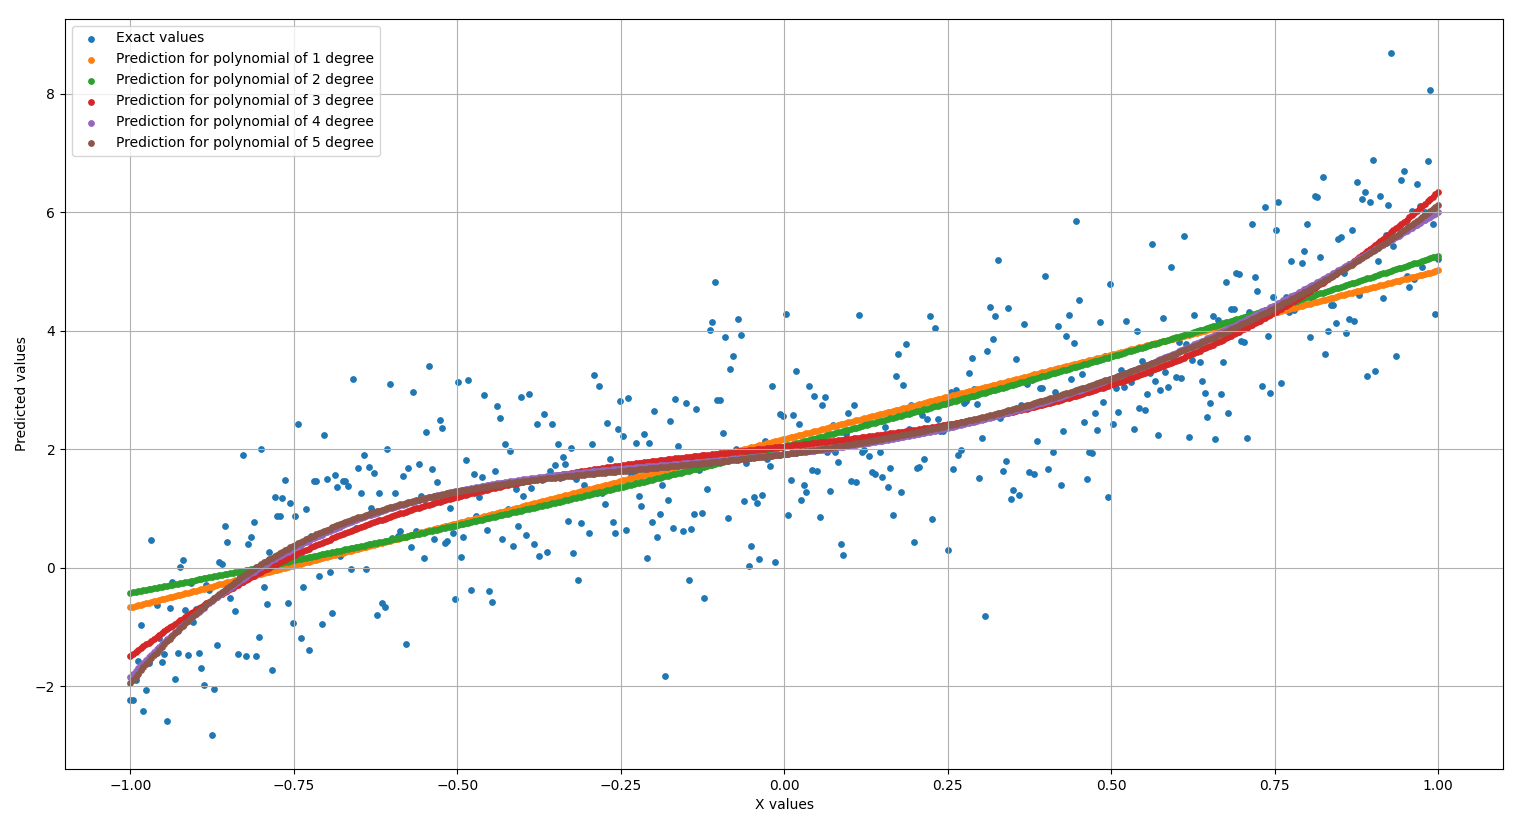 Exact values
Prediction for polynomial of 1 degree
Prediction for polynomial of 2 degree
Prediction for polynomial of 3 degree
Prediction for polynomial of 4 degree
Prediction for polynomial of 5 degree
8
6
4
2
0
−2
Predicted values
−1.00 −0.75 −0.50 −0.25 0.00 0.25 0.50 0.75 1.00
X values